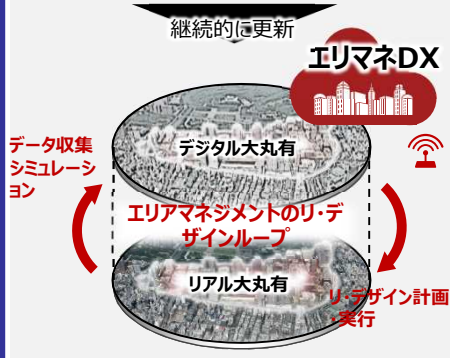 継続的に更新
エリマネDX
デジタル大丸有
データ収集
シミュレーシ
ョン
エリアマネジメントのリ・デ
ザインループ
リアル大丸有
リ・デザイン計画
・実行